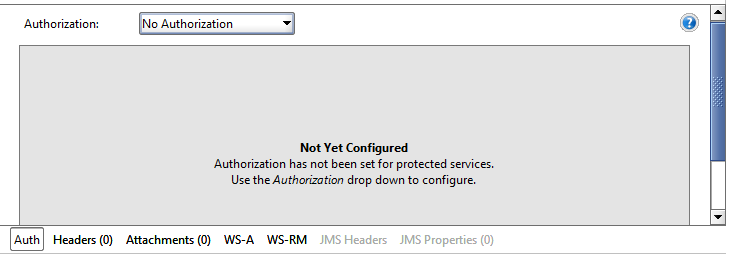 Authorization: No Authorization ?
Not Yet Configured
Authorization has not been set for protected services.
Use the Authorization drop down to configure.
Auth Headers (0) Attachments (0) WS-A WS-RM JMS Headers JMS Properties (0)